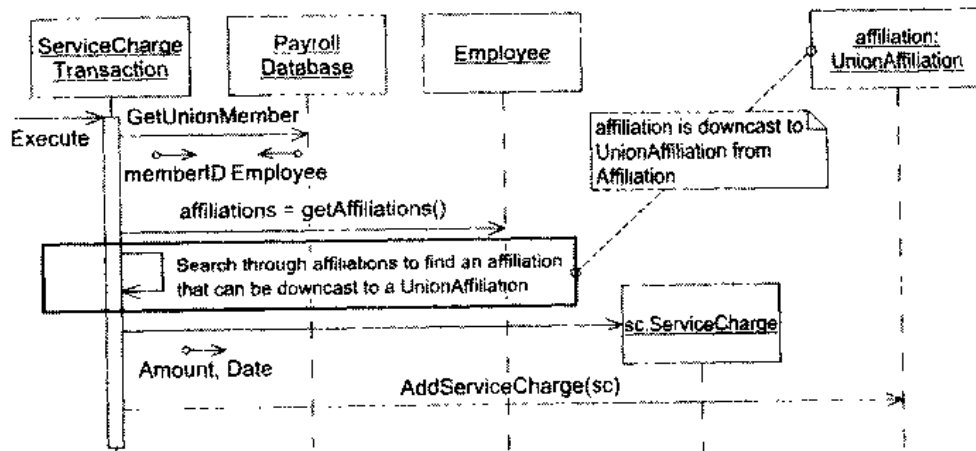 ServiceCharge
Transaction
Payroll
Database
Employee
affiliation:
UnionAffiliation
Execute
GetUnionMember
memberID Employee
affiliation is downcast to
UnionAffiliation from
Affiliation
affiliations = getAffiliations()
Search through affiliations to find an affiliation
that can be downcast to a UnionAffiliation
sc.ServiceCharge
Amount, Date
AddServiceCharge(sc)